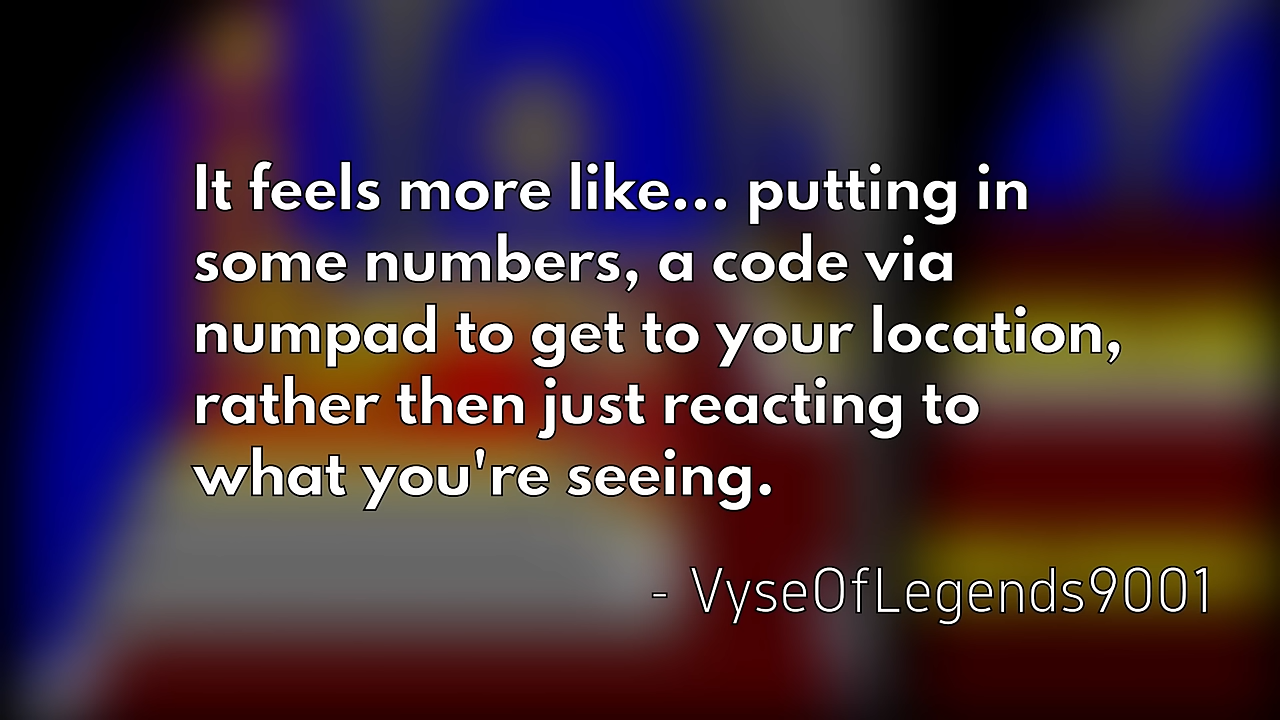 It feels more like... putting in
some numbers, a code via
numpad to get to your location,
rather then just reacting to
what you're seeing.
- VyseOfLegends9001